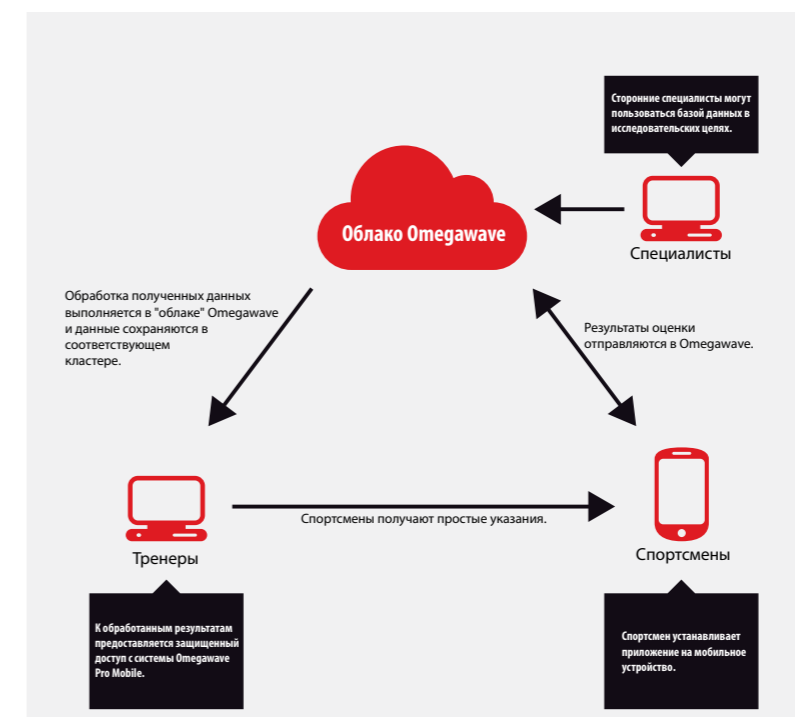 Сторонние специалисты могут
пользоваться базой данных в
исследовательских целях.
Облако Omegawave
Специалисты
Обработка полученных данных
выполняется в "облаке" Omegawave
и данные сохраняются в
соответствующем
кластере.
Результаты оценки
отправляются в Omegawave.
Спортсмены получают простые указания.
Тренеры
Спортсмены
К обработанным результатам
предоставляется защищенный
доступ с системы Omegawave
Pro Mobile.
Спортсмен устанавливает
приложение на мобильное
устройство.